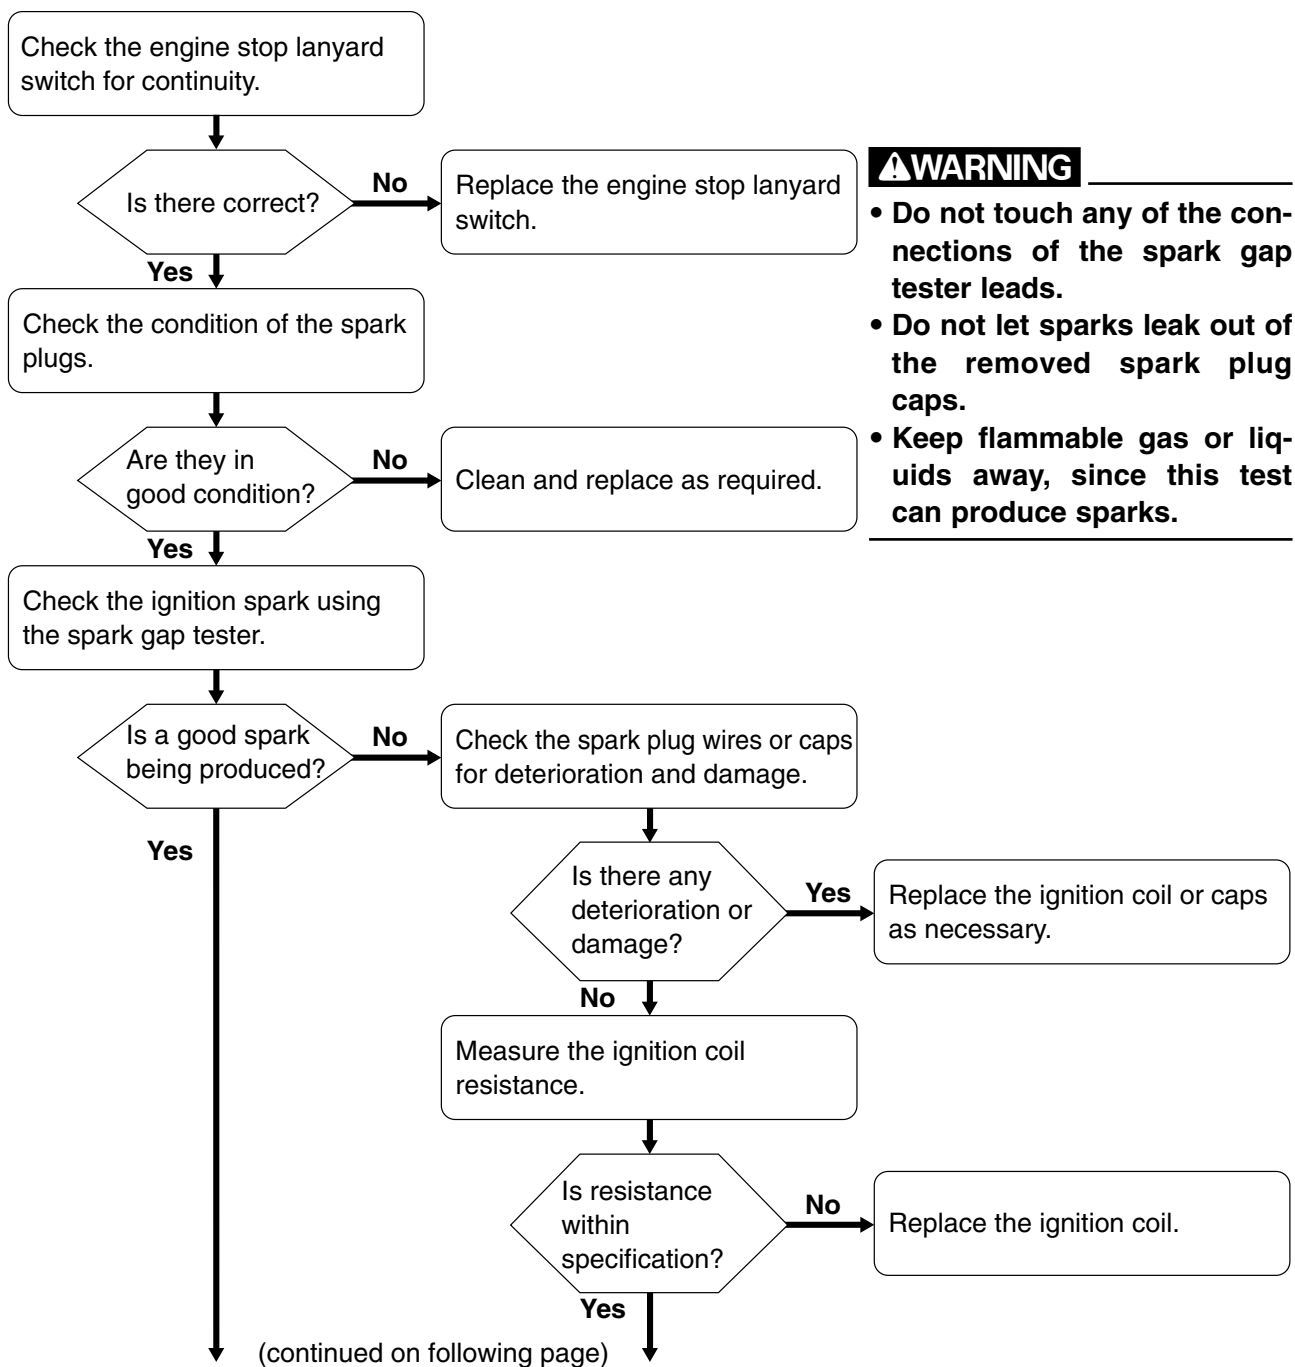 Check the engine stop lanyard
switch for continuity.
Is there correct?
No
Replace the engine stop lanyard
switch.
Yes
WARNING
• Do not touch any of the con-
nections of the spark gap
tester leads.
• Do not let sparks leak out of
the removed spark plug
caps.
• Keep flammable gas or liq-
uids away, since this test
can produce sparks.
Check the condition of the spark
plugs.
Are they in
good condition?
No
Clean and replace as required.
Yes
Check the ignition spark using
the spark gap tester.
Is a good spark
being produced?
No
Check the spark plug wires or caps
for deterioration and damage.
Yes
Is there any
deterioration or
damage?
Yes
Replace the ignition coil or caps
as necessary.
No
Measure the ignition coil
resistance.
Is resistance
within
specification?
No
Replace the ignition coil.
Yes
(continued on following page)